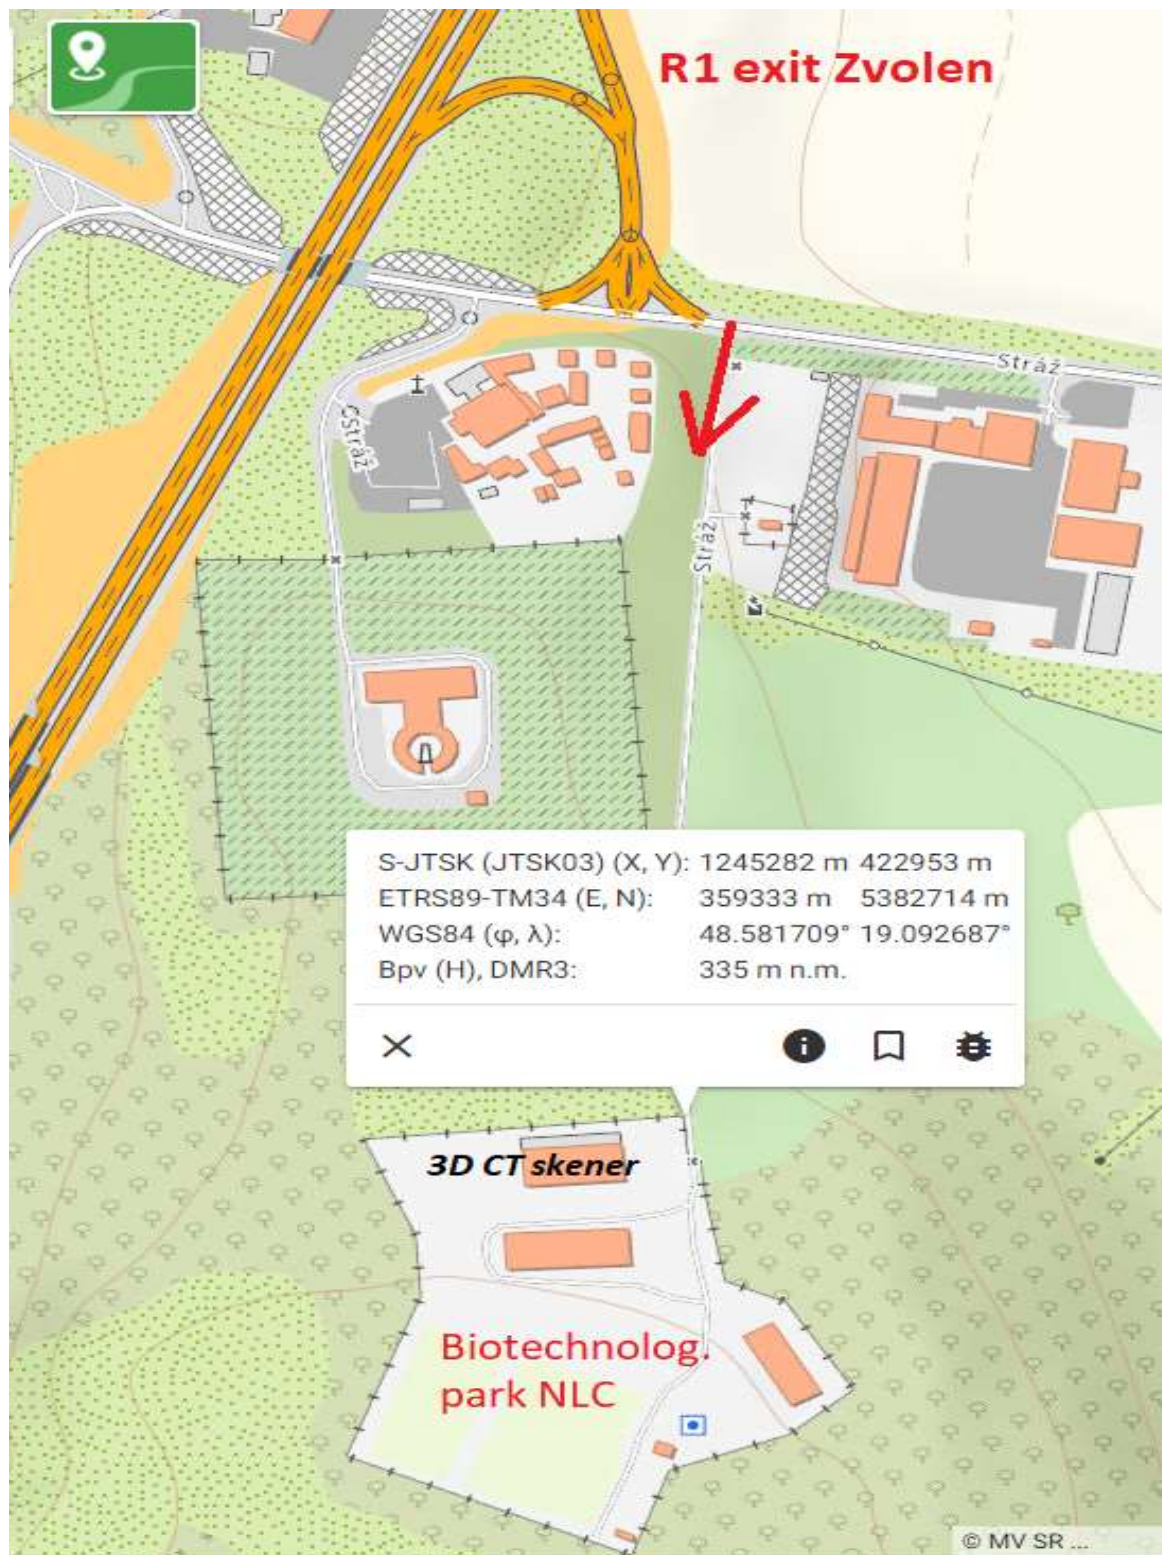 R1 exit Zvolen
Stráž
Stráž
Stráž
S-JTSK (JTSK03) (X, Y): 1245282 m 422953 m
ETRS89-TM34 (E, N): 359333 m 5382714 m
WGS84 (φ, λ): 48.581709° 19.092687°
Bpv (H), DMR3: 335 m n.m.
3D CT skener
Biotechnolog.
park NLC
© MV SR ...